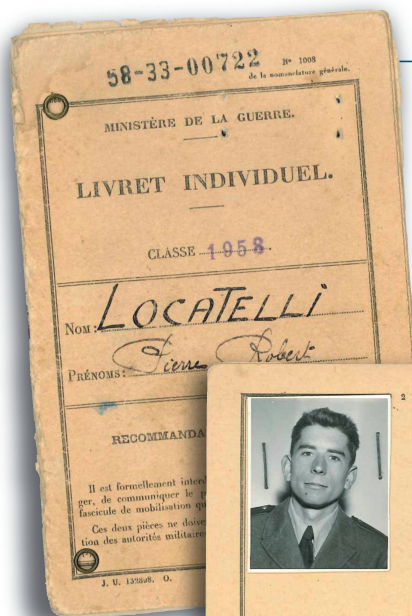 58-33-00722 N° 1008
de la nomenclature générale.
MINISTÈRE DE LA GUERRE.
LIVRET INDIVIDUEL.
CLASSE 1958.
NOM: LOCATELLI
PRÉNOMS: Pierre Robert
RECOMMANDA
Il est formellement interd
ger, de communiquer le p
fascicule de mobilisation qu
Ces deux pièces ne doive
tion des autorités militaire
J. U. O.
2